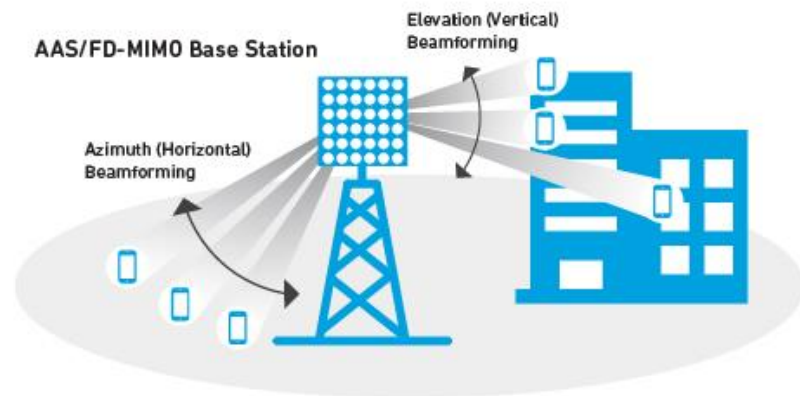 AAS/FD-MIMO Base Station
Elevation (Vertical)
Beamforming
Azimuth (Horizontal)
Beamforming